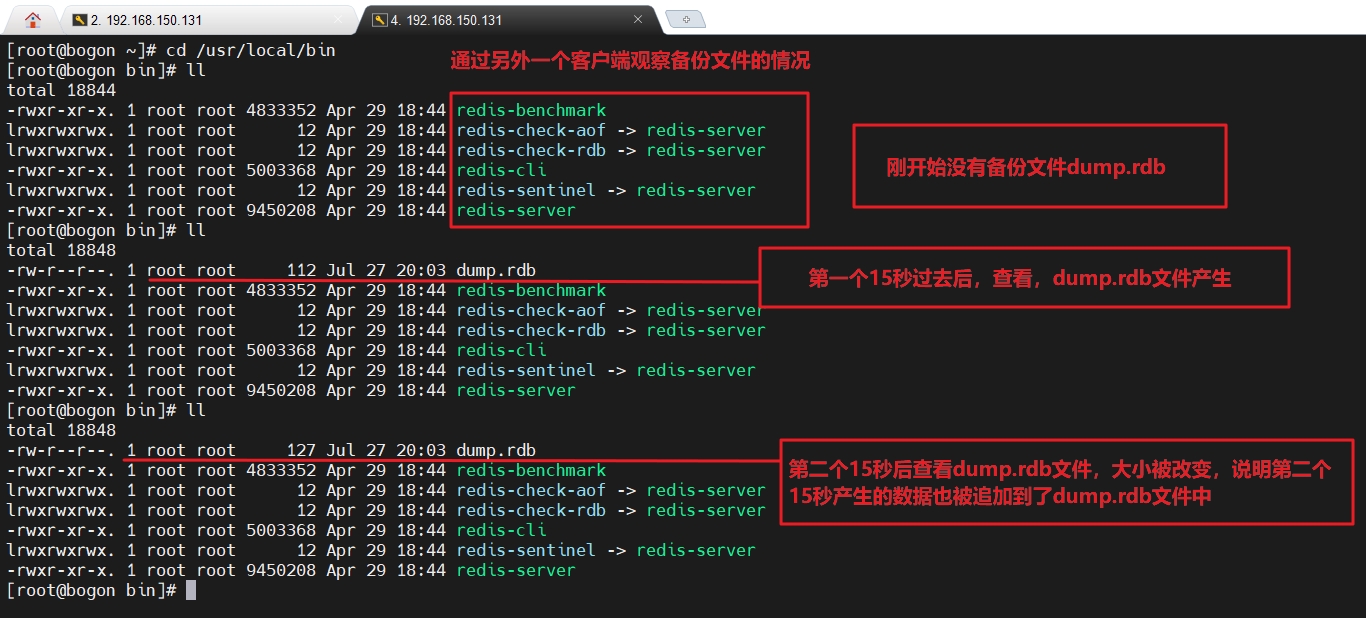 2. 192.168.150.131
4. 192.168.150.131
[root@bogon ~]# cd /usr/local/bin
通过另外一个客户端观察备份文件的情况
[root@bogon bin]# ll
total 18844
-rwxr-xr-x. 1 root root 4833352 Apr 29 18:44 redis-benchmark
lrwxrwxrwx. 1 root root 12 Apr 29 18:44 redis-check-aof -> redis-server
lrwxrwxrwx. 1 root root 12 Apr 29 18:44 redis-check-rdb -> redis-server
-rwxr-xr-x. 1 root root 5003368 Apr 29 18:44 redis-cli
lrwxrwxrwx. 1 root root 12 Apr 29 18:44 redis-sentinel -> redis-server
-rwxr-xr-x. 1 root root 9450208 Apr 29 18:44 redis-server
刚开始没有备份文件dump.rdb
[root@bogon bin]# ll
total 18848
-rw-r--r--. 1 root root 112 Jul 27 20:03 dump.rdb
-rwxr-xr-x. 1 root root 4833352 Apr 29 18:44 redis-benchmark
lrwxrwxrwx. 1 root root 12 Apr 29 18:44 redis-check-aof -> redis-server
lrwxrwxrwx. 1 root root 12 Apr 29 18:44 redis-check-rdb -> redis-server
-rwxr-xr-x. 1 root root 5003368 Apr 29 18:44 redis-cli
lrwxrwxrwx. 1 root root 12 Apr 29 18:44 redis-sentinel -> redis-server
-rwxr-xr-x. 1 root root 9450208 Apr 29 18:44 redis-server
第一个15秒过去后，查看，dump.rdb文件产生
[root@bogon bin]# ll
total 18848
-rw-r--r--. 1 root root 127 Jul 27 20:03 dump.rdb
-rwxr-xr-x. 1 root root 4833352 Apr 29 18:44 redis-benchmark
lrwxrwxrwx. 1 root root 12 Apr 29 18:44 redis-check-aof -> redis-server
lrwxrwxrwx. 1 root root 12 Apr 29 18:44 redis-check-rdb -> redis-server
-rwxr-xr-x. 1 root root 5003368 Apr 29 18:44 redis-cli
lrwxrwxrwx. 1 root root 12 Apr 29 18:44 redis-sentinel -> redis-server
-rwxr-xr-x. 1 root root 9450208 Apr 29 18:44 redis-server
第二个15秒后查看dump.rdb文件，大小被改变，说明第二个
15秒产生的数据也被追加到了dump.rdb文件中
[root@bogon bin]#